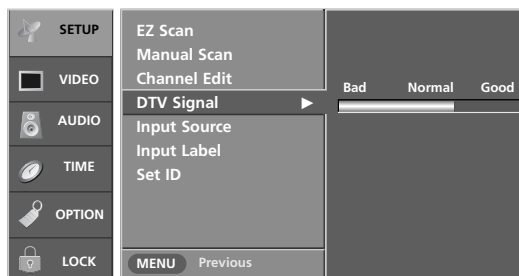 SETUP
VIDEO
AUDIO
TIME
OPTION
LOCK
EZ Scan
Manual Scan
Channel Edit
DTV Signal
Input Source
Input Label
Set ID
MENU Previous
Bad Normal Good